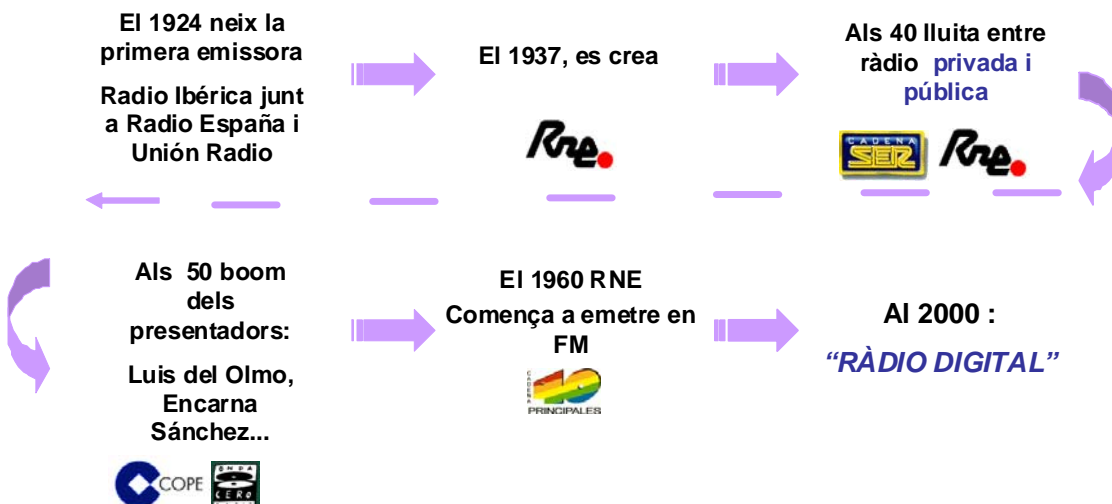 El 1924 neix la
primera emissora
Radio Ibérica junt
a Radio España i
Unión Radio
El 1937, es crea
Rne.
Als 40 lluita entre
ràdio privada i
pública
CADENA
SER
Rne.
Als 50 boom
dels
presentadors:
Luis del Olmo,
Encarna
Sánchez...
COPE
ONDA
CERO
El 1960 RNE
Comença a emetre en
FM
CADENA
40
PRINCIPALES
Al 2000 :
“RÀDIO DIGITAL”